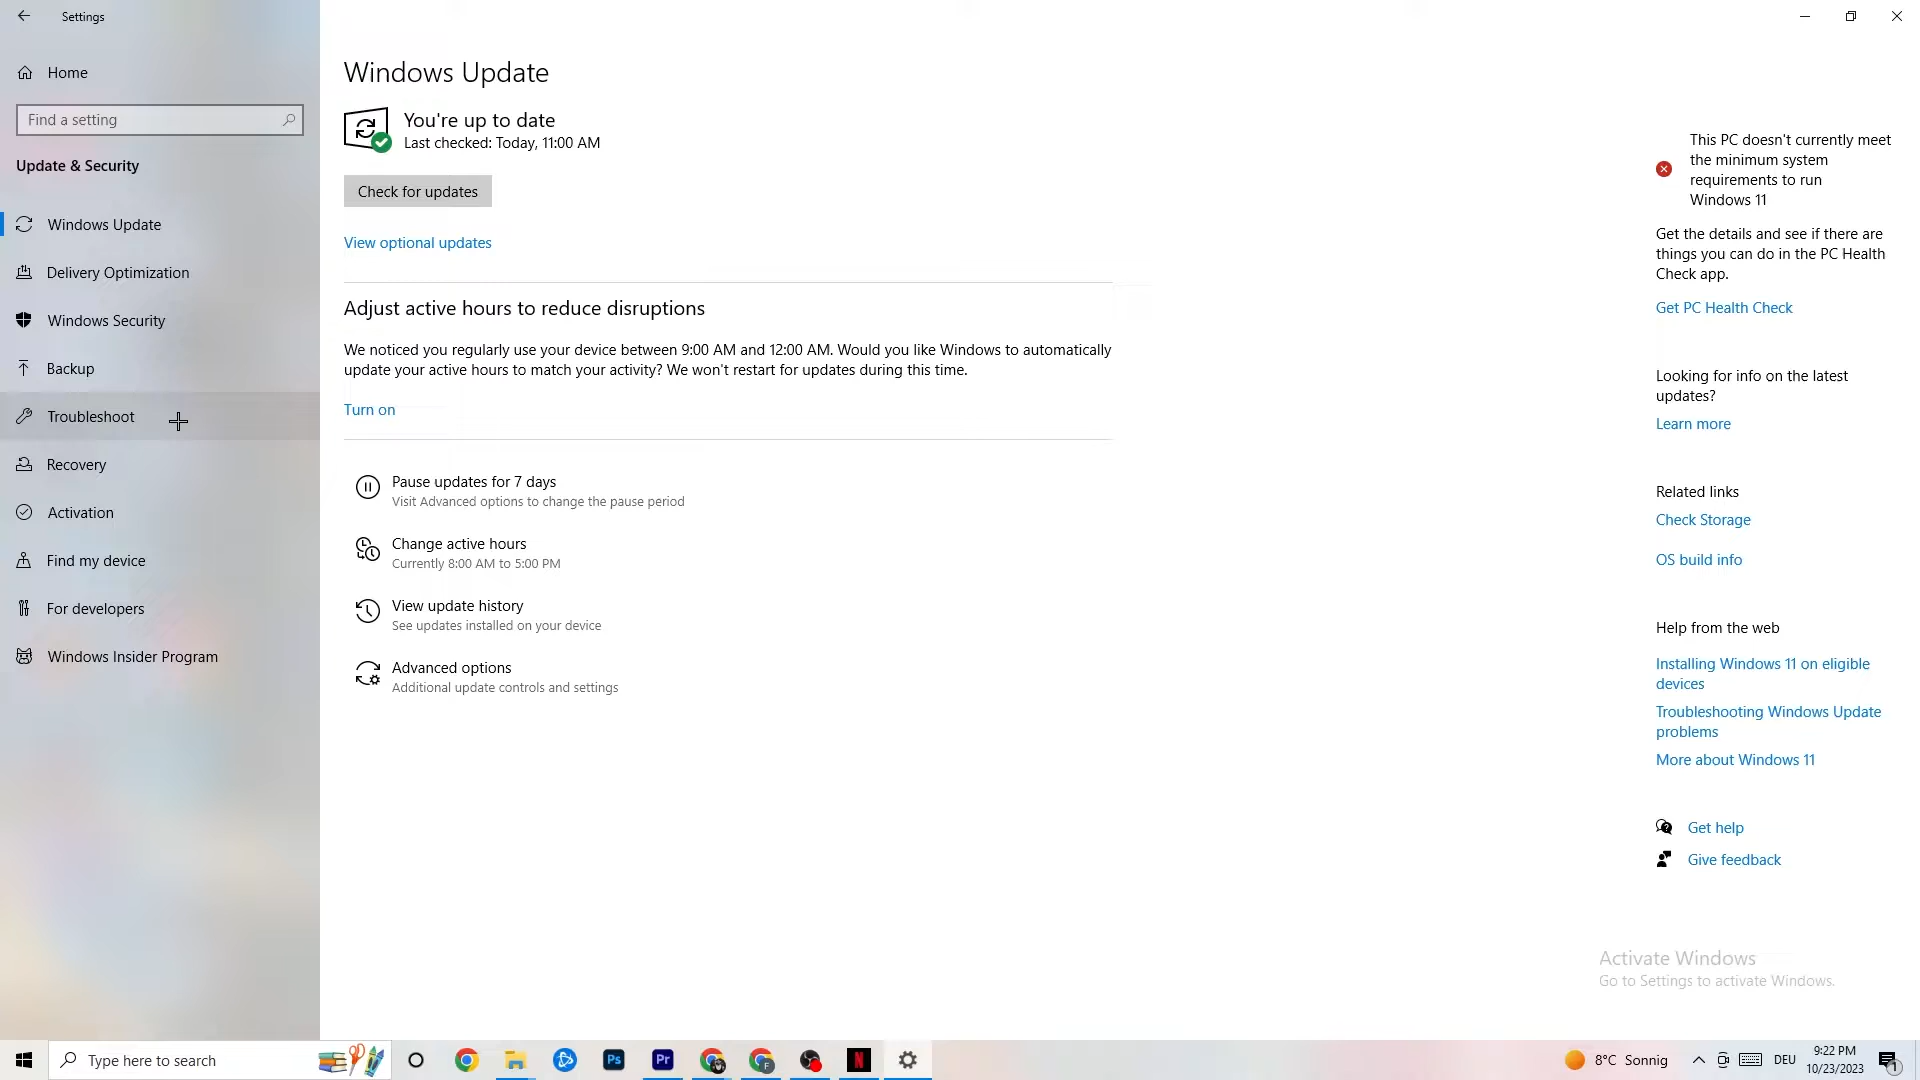 Settings
Home
Find a setting
Update & Security
Windows Update
Delivery Optimization
Windows Security
Backup
Troubleshoot
Recovery
Activation
Find my device
For developers
Windows Insider Program
Windows Update
You're up to date
Last checked: Today, 11:00 AM
Check for updates
View optional updates
Adjust active hours to reduce disruptions
We noticed you regularly use your device between 9:00 AM and 12:00 AM. Would you like Windows to automatically
update your active hours to match your activity? We won't restart for updates during this time.
Turn on
Pause updates for 7 days
Visit Advanced options to change the pause period
Change active hours
Currently 8:00 AM to 5:00 PM
View update history
See updates installed on your device
Advanced options
Additional update controls and settings
This PC doesn't currently meet
the minimum system
requirements to run
Windows 11
Get the details and see if there are
things you can do in the PC Health
Check app.
Get PC Health Check
Looking for info on the latest
updates?
Learn more
Related links
Check Storage
OS build info
Help from the web
Installing Windows 11 on eligible
devices
Troubleshooting Windows Update
problems
More about Windows 11
Get help
Give feedback
Activate Windows
Go to Settings to activate Windows.
Type here to search
Ps
Pr
F
N
8°C Sonnig
DEU
9:22 PM
10/23/2023
1